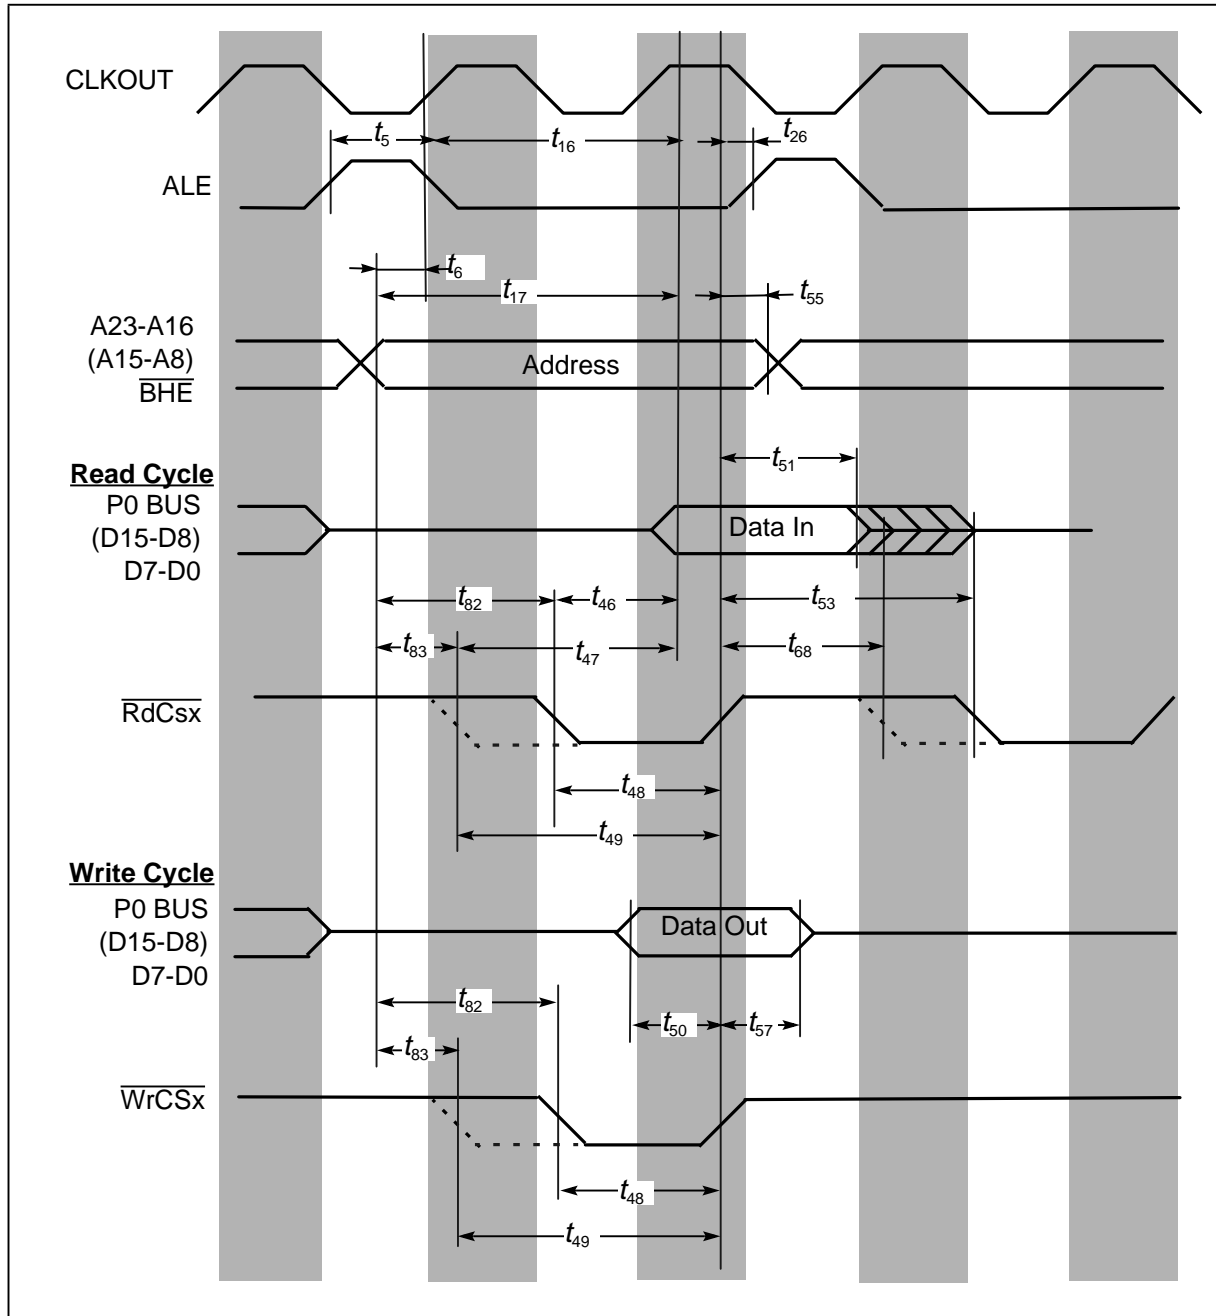 CLKOUT
t5
t16
t26
ALE
t6
t17
t55
A23-A16
(A15-A8)
BHE
Address
t51
Read Cycle
P0 BUS
(D15-D8)
D7-D0
Data In
t82
t46
t53
t83
t47
t68
RdCsx
t48
t49
Write Cycle
P0 BUS
(D15-D8)
D7-D0
Data Out
t82
t50
t57
t83
WrCSx
t48
t49